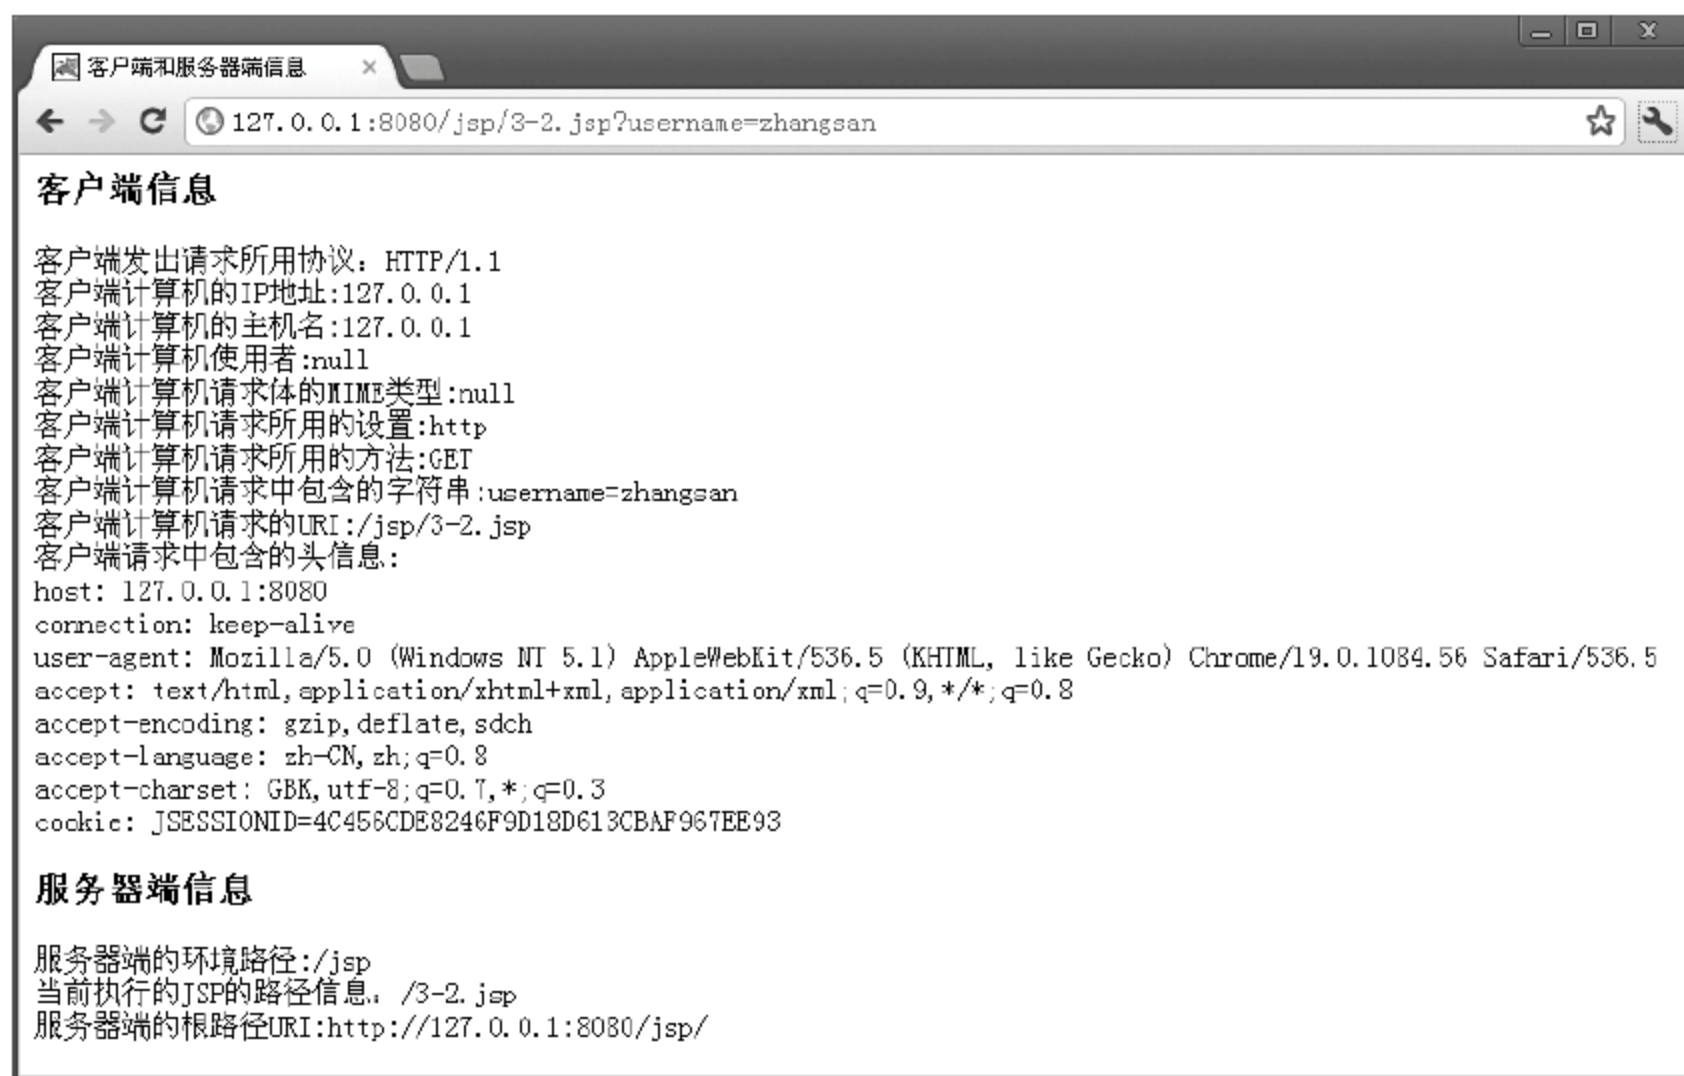 客户端和服务器端信息
127.0.0.1:8080/jsp/3-2.jsp?username=zhangsan
客户端信息
客户端发出请求所用协议：HTTP/1.1
客户端计算机的IP地址:127.0.0.1
客户端计算机的主机名:127.0.0.1
客户端计算机使用者:null
客户端计算机请求体的MIME类型:null
客户端计算机请求所用的设置:http
客户端计算机请求所用的方法:GET
客户端计算机请求中包含的字符串:username=zhangsan
客户端计算机请求的URI:/jsp/3-2.jsp
客户端请求中包含的头信息:
host: 127.0.0.1:8080
connection: keep-alive
user-agent: Mozilla/5.0 (Windows NT 5.1) AppleWebKit/536.5 (KHTML, like Gecko) Chrome/19.0.1084.56 Safari/536.5
accept: text/html,application/xhtml+xml,application/xml;q=0.9,*/*;q=0.8
accept-encoding: gzip,deflate,sdch
accept-language: zh-CN,zh;q=0.8
accept-charset: GBK,utf-8;q=0.7,*;q=0.3
cookie: JSESSIONID=4C456CDE8246F9D18D613CBAF967EE93
服务器端信息
服务器端的环境路径:/jsp
当前执行的JSP的路径信息：/3-2.jsp
服务器端的根路径URI:http://127.0.0.1:8080/jsp/